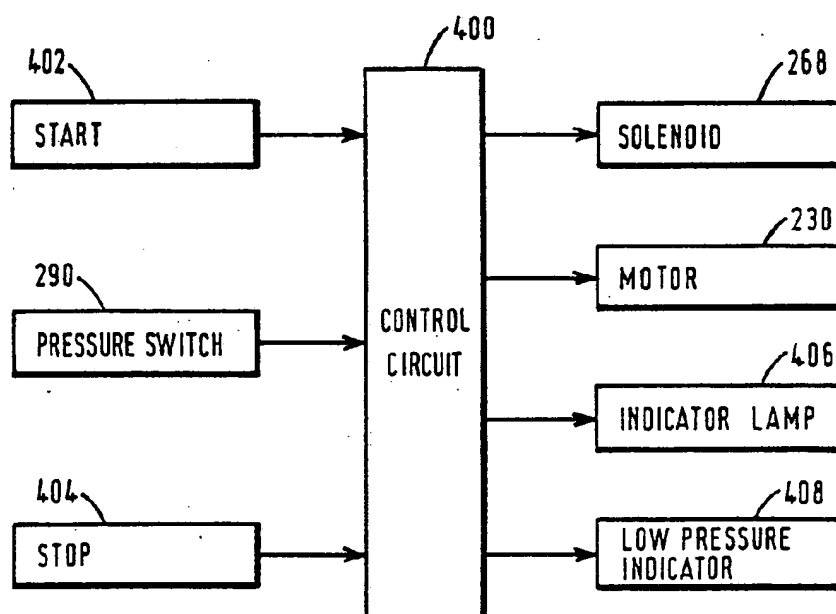 400
402
START
290
PRESSURE SWITCH
404
STOP
CONTROL
CIRCUIT
268
SOLENOID
230
MOTOR
406
INDICATOR LAMP
408
LOW PRESSURE
INDICATOR